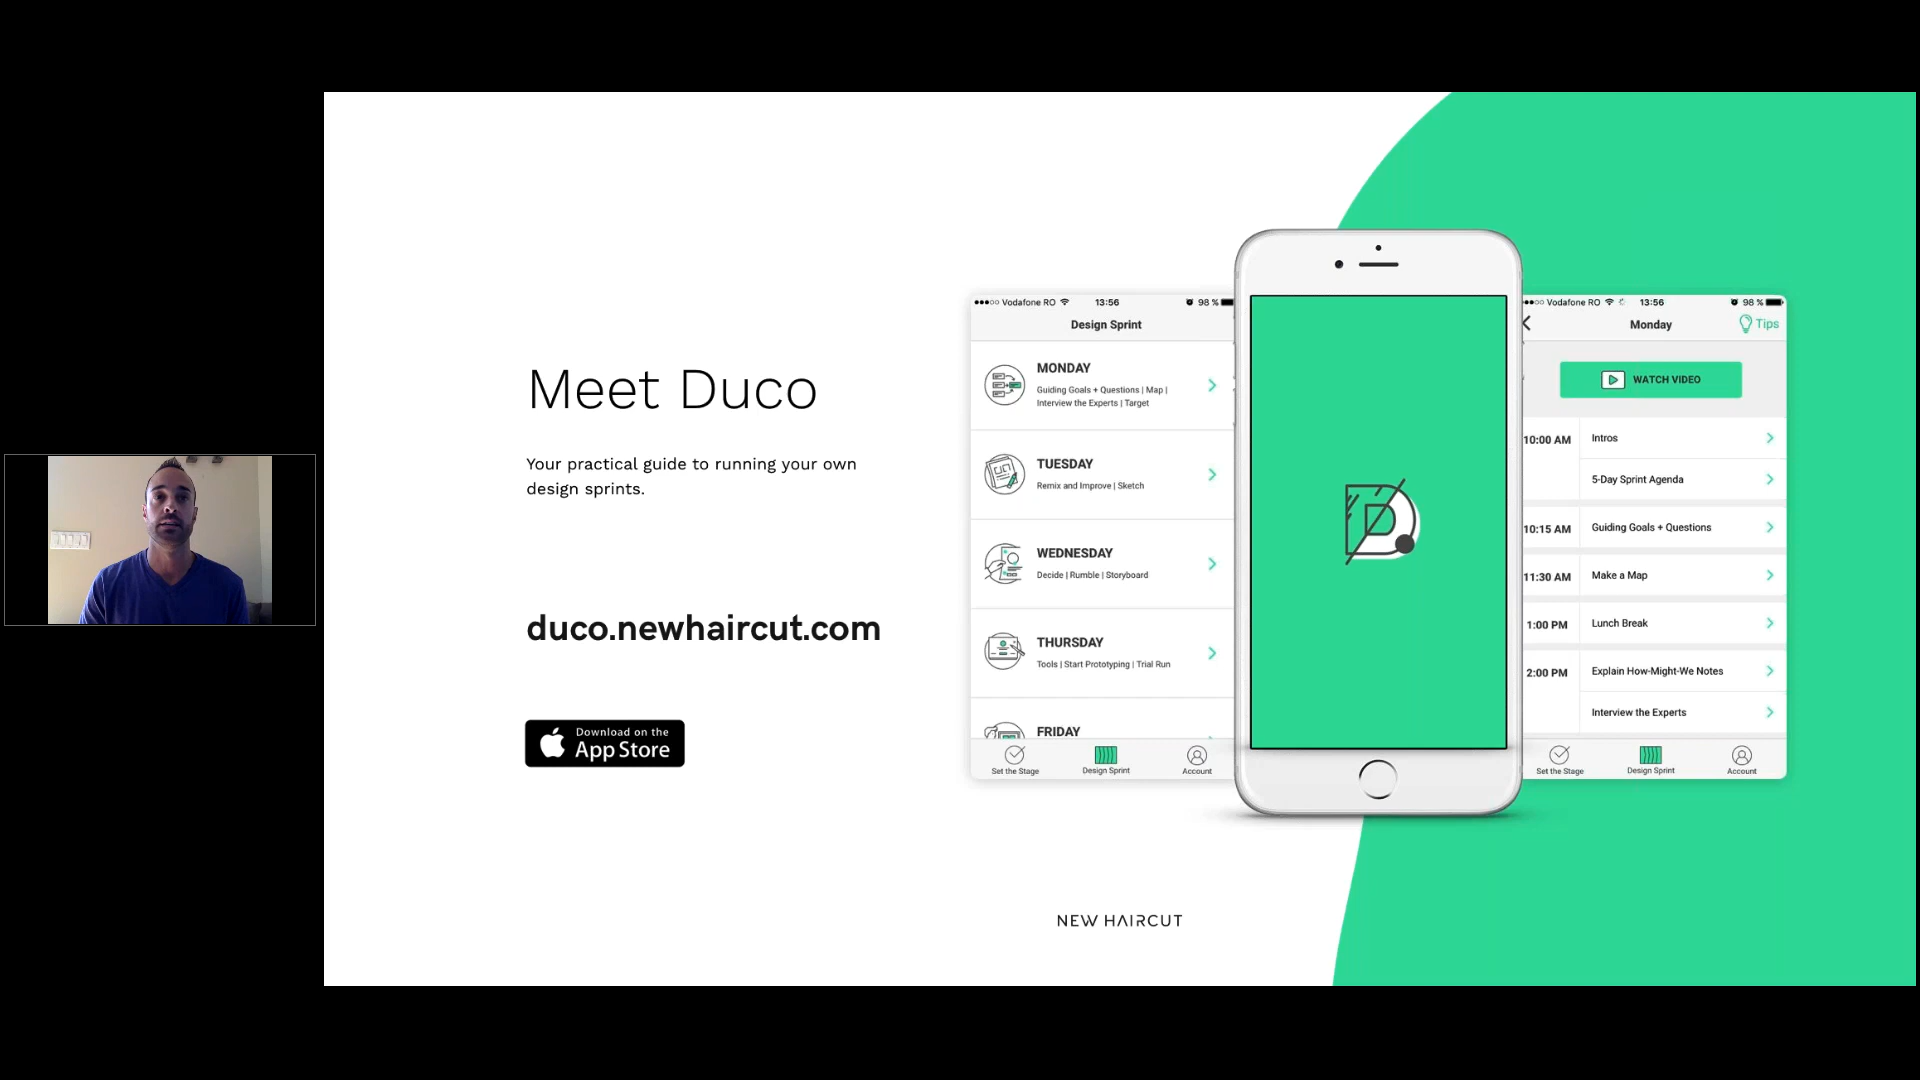 Meet Duco
Your practical guide to running your own
design sprints.
duco.newhaircut.com
Download on the
App Store
Vodafone RO 13:56 98 %
Design Sprint
MONDAY
Guiding Goals + Questions | Map |
Interview the Experts | Target
TUESDAY
Remix and Improve | Sketch
WEDNESDAY
Decide | Rumble | Storyboard
THURSDAY
Tools | Start Prototyping | Trial Run
FRIDAY
Set the Stage Design Sprint Account
Vodafone RO 13:56 98 %
Monday Tips
WATCH VIDEO
10:00 AM Intros
5-Day Sprint Agenda
10:15 AM Guiding Goals + Questions
11:30 AM Make a Map
1:00 PM Lunch Break
2:00 PM Explain How-Might-We Notes
Interview the Experts
Set the Stage Design Sprint Account
NEW HAIRCUT